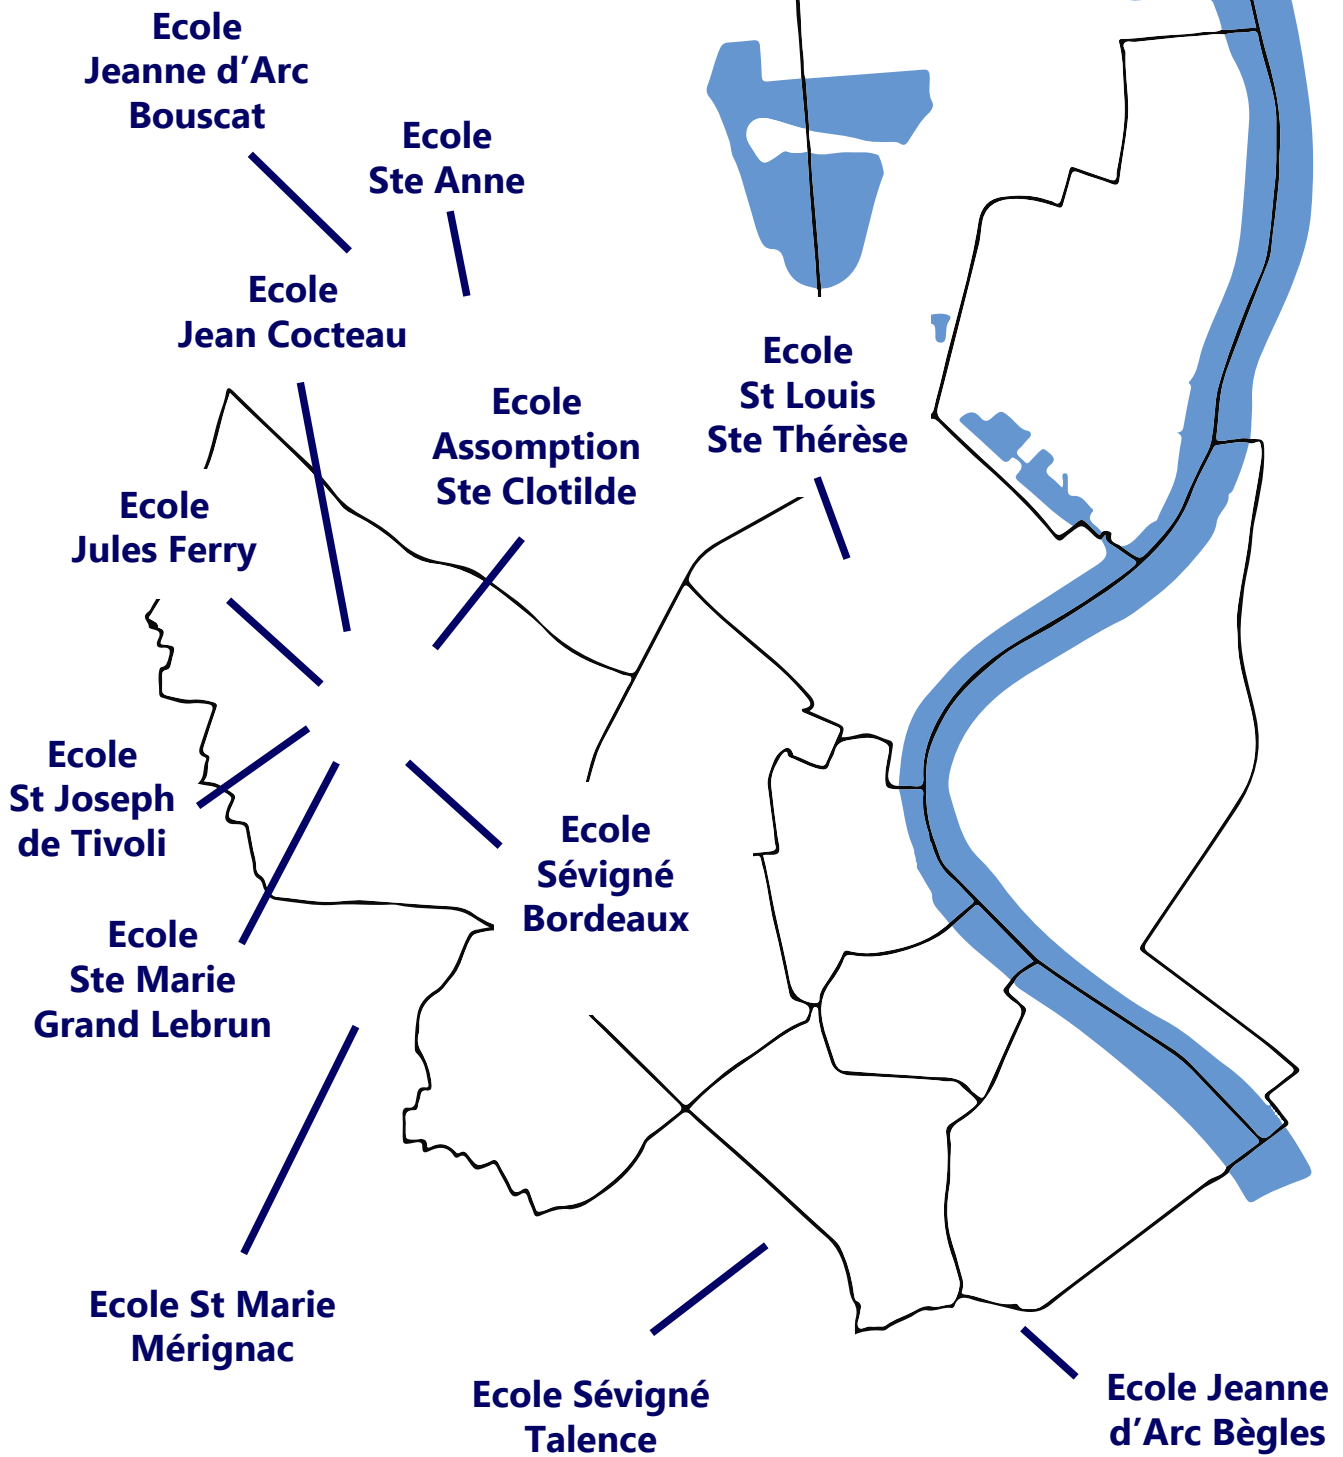 Ecole
Jeanne d’Arc
Bouscat
Ecole
Ste Anne
Ecole
Jean Cocteau
Ecole
St Louis
Ste Thérèse
Ecole
Assomption
Ste Clotilde
Ecole
Jules Ferry
Ecole
St Joseph
de Tivoli
Ecole
Sévigné
Bordeaux
Ecole
Ste Marie
Grand Lebrun
Ecole St Marie
Mérignac
Ecole Sévigné
Talence
Ecole Jeanne
d’Arc Bègles